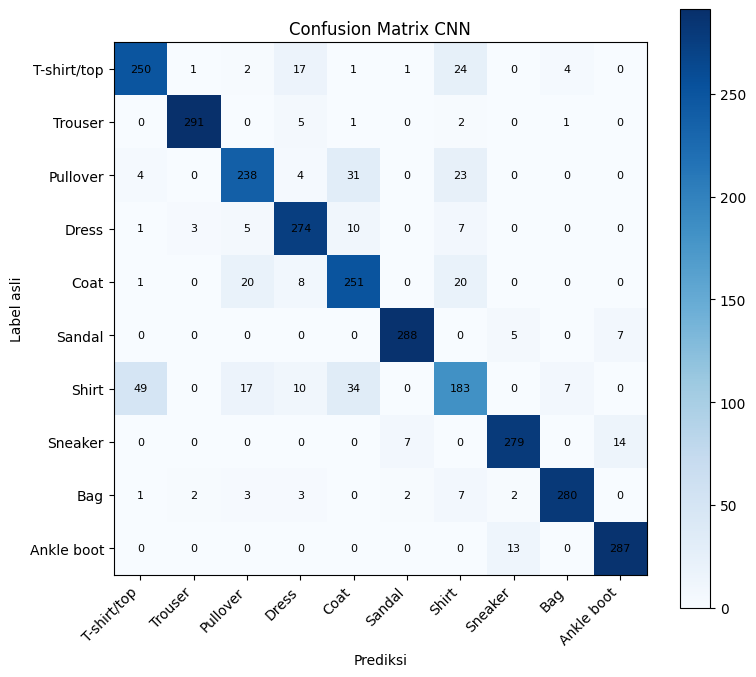 Confusion Matrix CNN
T-shirt/top 250 1 2 17 1 1 24 0 4 0
Trouser 0 291 0 5 1 0 2 0 1 0
Pullover 4 0 238 4 31 0 23 0 0 0
Dress 1 3 5 274 10 0 7 0 0 0
Coat 1 0 20 8 251 0 20 0 0 0
Sandal 0 0 0 0 0 288 0 5 0 7
Shirt 49 0 17 10 34 0 183 0 7 0
Sneaker 0 0 0 0 0 7 0 279 0 14
Bag 1 2 3 3 0 2 7 2 280 0
Ankle boot 0 0 0 0 0 0 0 13 0 287
T-shirt/top Trouser Pullover Dress Coat Sandal Shirt Sneaker Bag Ankle boot
Prediksi
Label asli
250
200
150
100
50
0